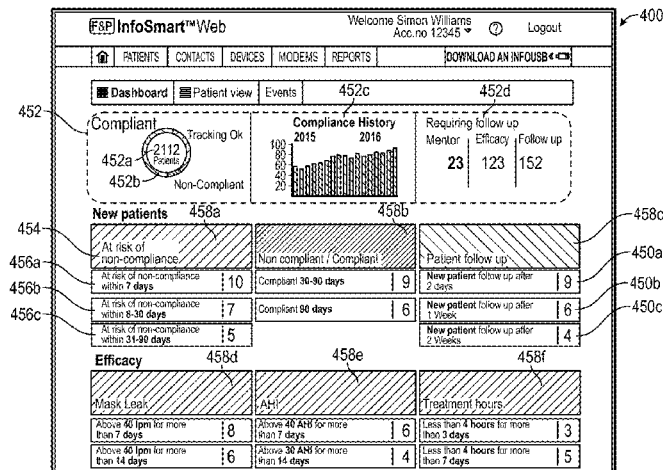 F&P InfoSmart™Web
Welcome Simon Williams
Acc.no 12345
?
Logout
400
PATIENTS CONTACTS DEVICES MODEMS REPORTS DOWNLOAD AN INFOUSB
Dashboard Patient view Events
452c
452d
452
Compliant
Tracking Ok
452a
2112
Patients
452b
Non-Compliant
Compliance History
2015 2016
100
80
60
40
20
Requiring follow up
Mentor Efficacy Follow up
23 123 152
New patients
458a
458b
458c
454
At risk of
non-compliance
Non compliant / Compliant
Patient follow up
456a
At risk of non-compliance
within 7 days
10
Compliant 30-90 days
9
New patient follow up after
2 days
9
450a
456b
At risk of non-compliance
within 8-30 days
7
Compliant 90 days
6
New patient follow up after
1 Week
6
450b
456c
At risk of non-compliance
within 31-90 days
5
New patient follow up after
2 Weeks
4
450c
Efficacy
458d
458e
458f
Mask Leak
AHI
Treatment hours
Above 40 lpm for more
than 7 days
8
Above 40 AHI for more
than 7 days
6
Less than 4 hours for more
than 3 days
3
Above 40 lpm for more
than 14 days
6
Above 30 AHI for more
than 14 days
4
Less than 4 hours for more
than 7 days
5